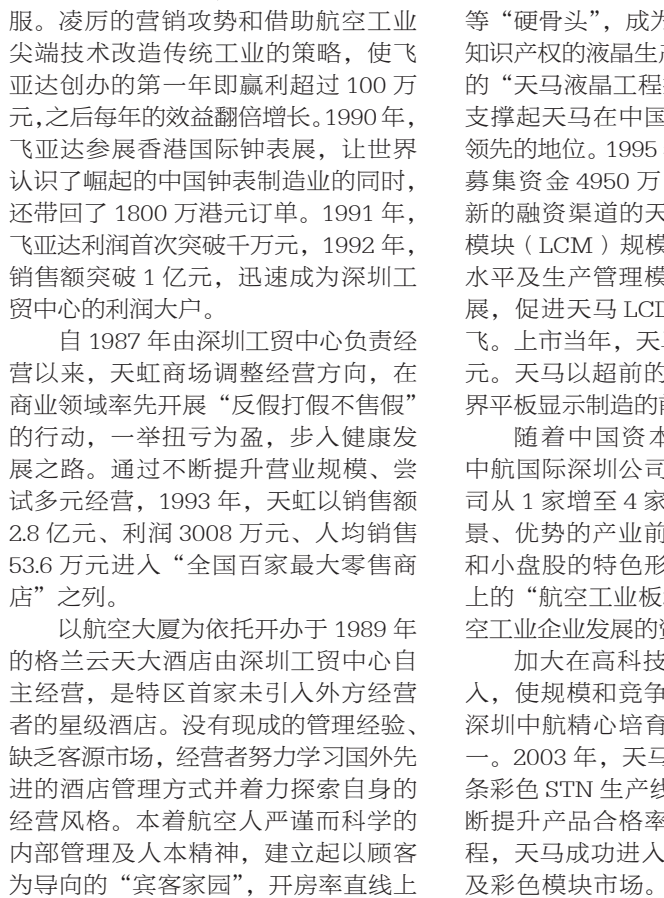 服。凌厉的营销攻势和借助航空工业
尖端技术改造传统工业的策略，使飞
亚达创办的第一年即赢利超过 100 万
元，之后每年的效益翻倍增长。1990 年，
飞亚达参展香港国际钟表展，让世界
认识了崛起的中国钟表制造业的同时，
还带回了 1800 万港元订单。1991 年，
飞亚达利润首次突破千万元，1992 年，
销售额突破 1 亿元，迅速成为深圳工
贸中心的利润大户。
自 1987 年由深圳工贸中心负责经
营以来，天虹商场调整经营方向，在
商业领域率先开展“反假打假不售假”
的行动，一举扭亏为盈，步入健康发
展之路。通过不断提升营业规模、尝
试多元经营，1993 年，天虹以销售额
2.8 亿元、利润 3008 万元、人均销售
53.6 万元进入“全国百家最大零售商
店”之列。
以航空大厦为依托开办于 1989 年
的格兰云天大酒店由深圳工贸中心自
主经营，是特区首家未引入外方经营
者的星级酒店。没有现成的管理经验、
缺乏客源市场，经营者努力学习国外先
进的酒店管理方式并着力探索自身的
经营风格。本着航空人严谨而科学的
内部管理及人本精神，建立起以顾客
为导向的“宾客家园”，开房率直线上
等“硬骨头”，成为
知识产权的液晶生产
的“天马液晶工程
支撑起天马在中国
领先的地位。1995
募集资金 4950 万
新的融资渠道的天
模块（LCM）规模
水平及生产管理模
展，促进天马 LCD
飞。上市当年，天马
元。天马以超前的
界平板显示制造的前
随着中国资本
中航国际深圳公司
司从 1 家增至 4 家
景、优势的产业前
和小盘股的特色形
上的“航空工业板
空工业企业发展的资
加大在高科技
入，使规模和竞争
深圳中航精心培育
一。2003 年，天马
条彩色 STN 生产线
断提升产品合格率
程，天马成功进入
及彩色模块市场。